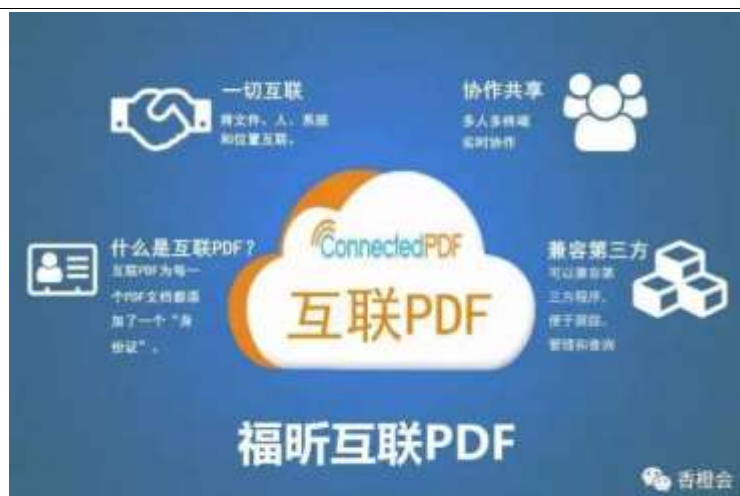 一切互联
将文件、人、系统
和位置互联。
协作共享
多人多终端
实时协作
什么是互联PDF？
互联PDF为每一
个PDF文档都添
加了一个“身
份证”。
ConnectedPDF
互联PDF
兼容第三方
可以兼容第
三方程序，
便于跟踪、
管理和查询
福昕互联PDF
香橙会